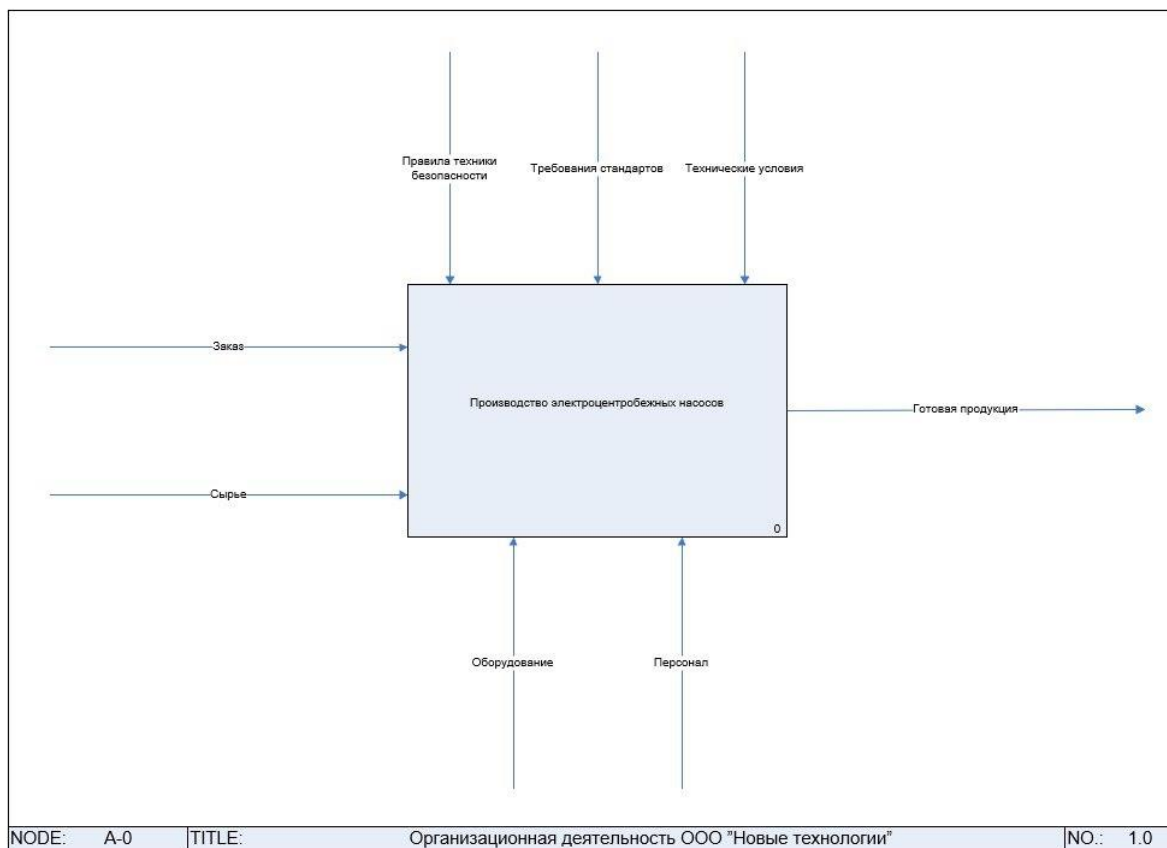 Правила техники
безопасности
Требования стандартов
Технические условия
Заказ
Производство электроцентробежных насосов
Готовая продукция
Сырье
0
Оборудование
Персонал
NODE: A-0 TITLE: Организационная деятельность ООО ”Новые технологии” NO.: 1.0